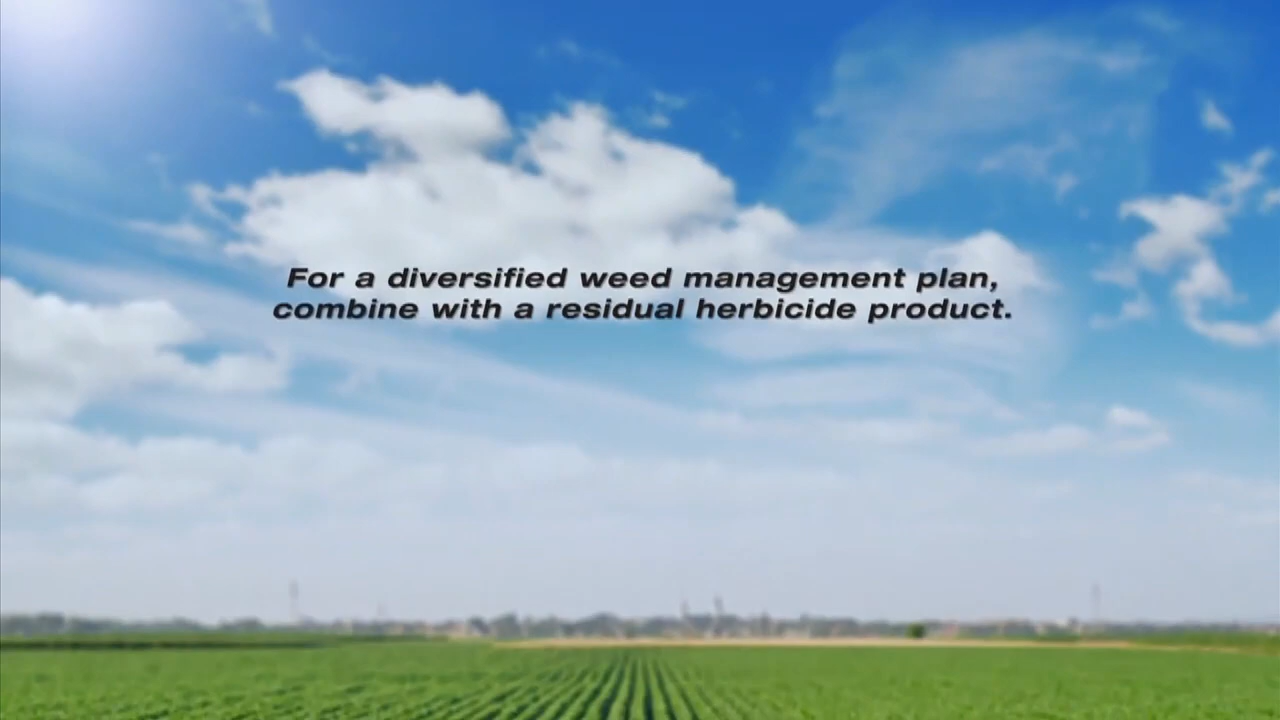 For a diversified weed management plan,
combine with a residual herbicide product.